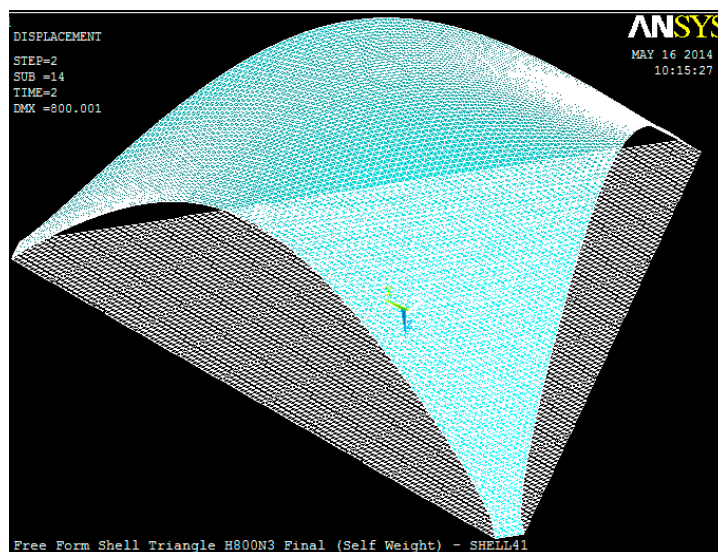 ANSYS
DISPLACEMENT
MAY 16 2014
STEP=2
10:15:27
SUB =14
TIME=2
DMX =800.001
Free Form Shell Triangle H800N3 Final (Self Weight) - SHELL41